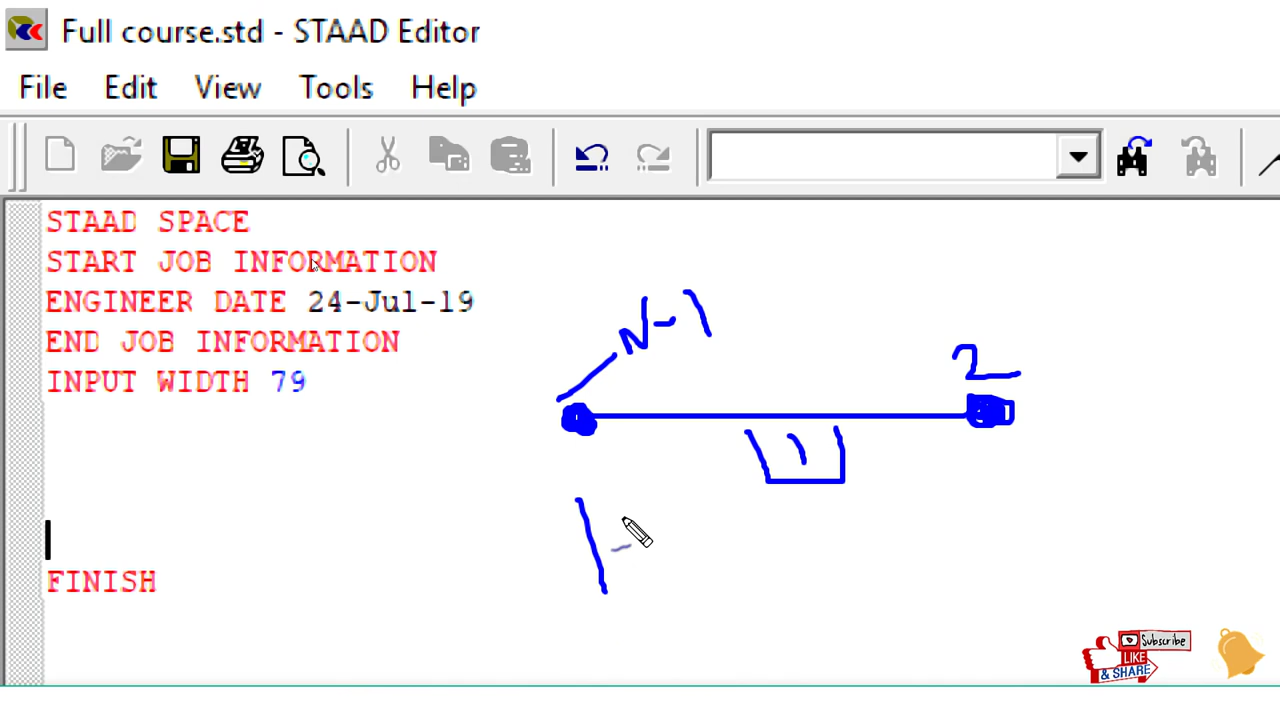 Full course.std - STAAD Editor
File Edit View Tools Help
STAAD SPACE
START JOB INFORMATION
ENGINEER DATE 24-Jul-19
END JOB INFORMATION
INPUT WIDTH 79
N-1
2
1
1-
FINISH
Subscribe
LIKE
& SHARE